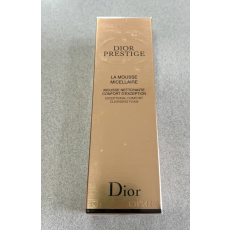 DIOR
PRESTIGE
LA MOUSSE
MICELLAIRE
MOUSSE NETTOYANTE
CONFORT D'EXCEPTION
EXCEPTIONAL COMFORT
CLEANSING FOAM
Dior